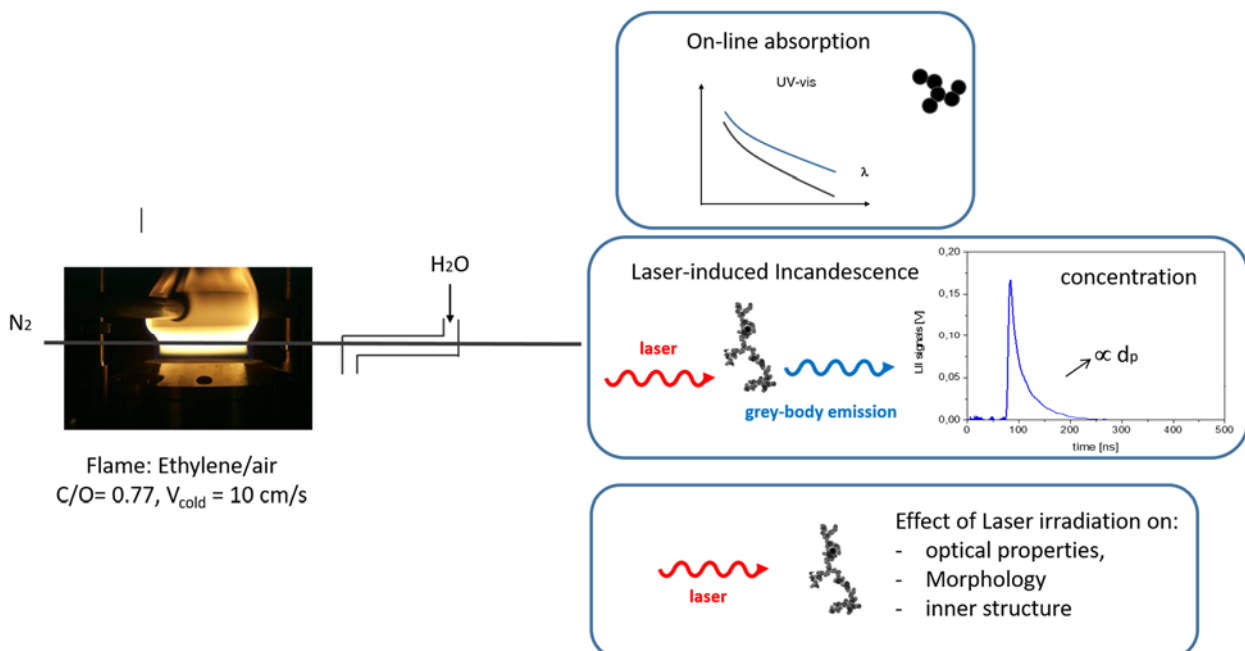 On-line absorption
UV-vis
λ
N₂
H₂O
Flame: Ethylene/air
C/O= 0.77, V_cold = 10 cm/s
Laser-induced Incandescence
laser
grey-body emission
concentration
∝ dₚ
LII signals [V]
0,20
0,15
0,10
0,05
0,00
0 100 200 300 400 500
time [ns]
laser
Effect of Laser irradiation on:
- optical properties,
- Morphology
- inner structure